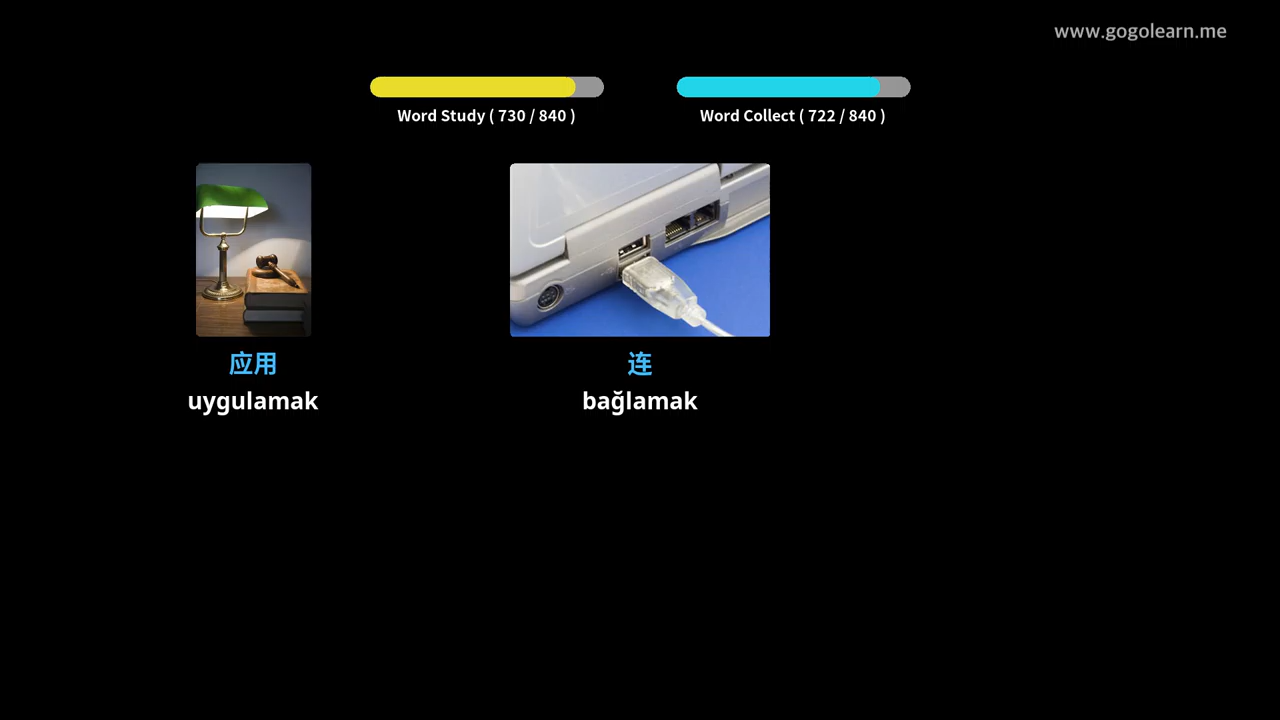 www.gogolearn.me
Word Study ( 730 / 840 )
Word Collect ( 722 / 840 )
应用
uygulamak
连
bağlamak